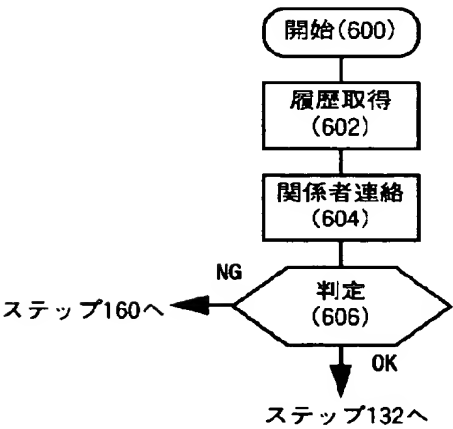 開始(600)
履歴取得
(602)
関係者連絡
(604)
NG
判定
(606)
ステップ160へ
OK
ステップ132へ